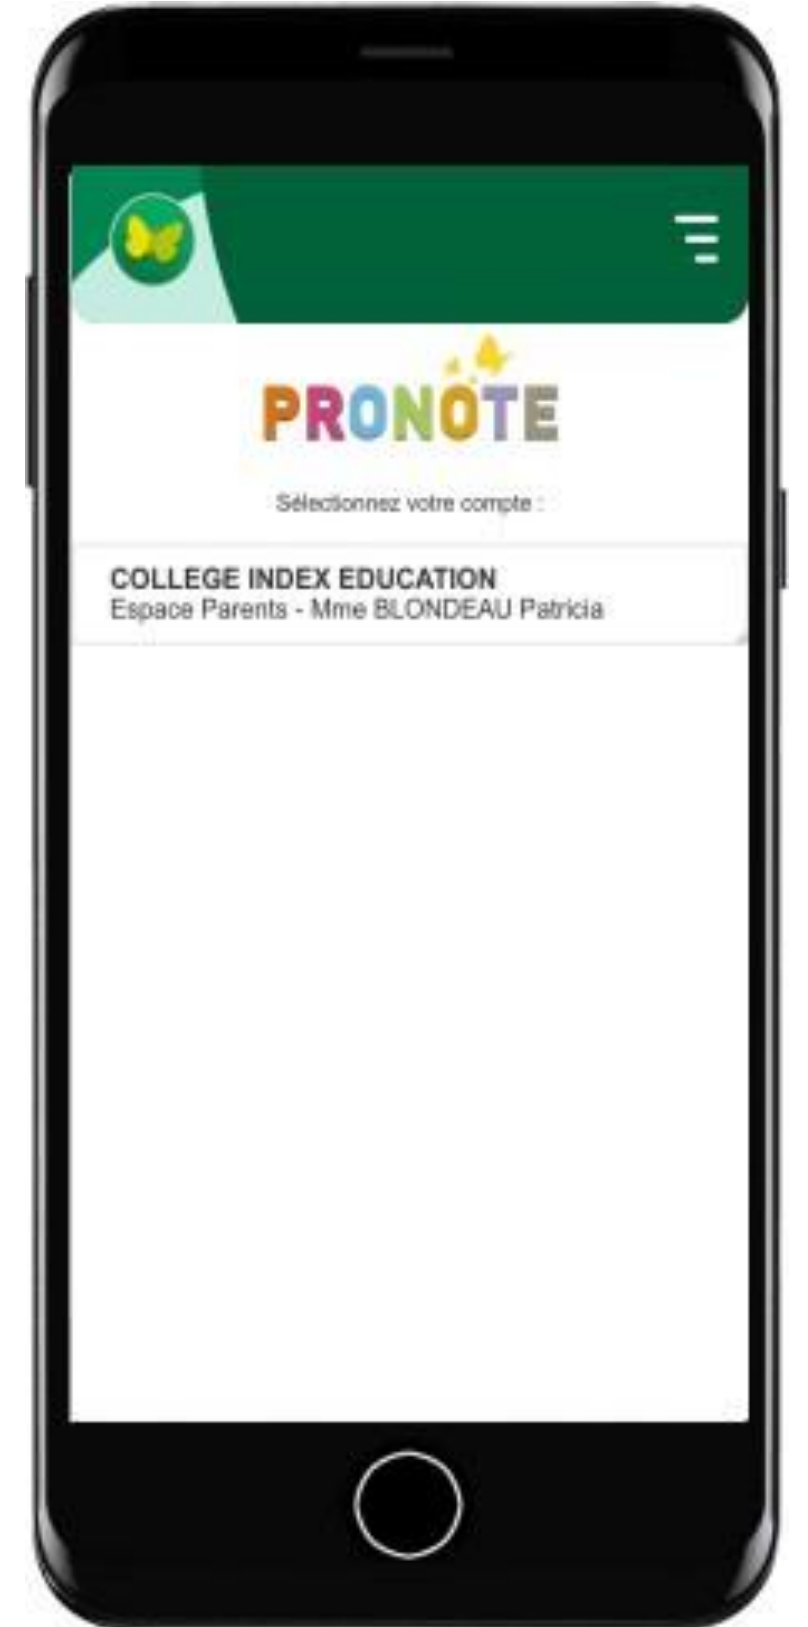 PRONOTE
Sélectionnez votre compte :
COLLEGE INDEX EDUCATION
Espace Parents - Mme BLONDEAU Patricia